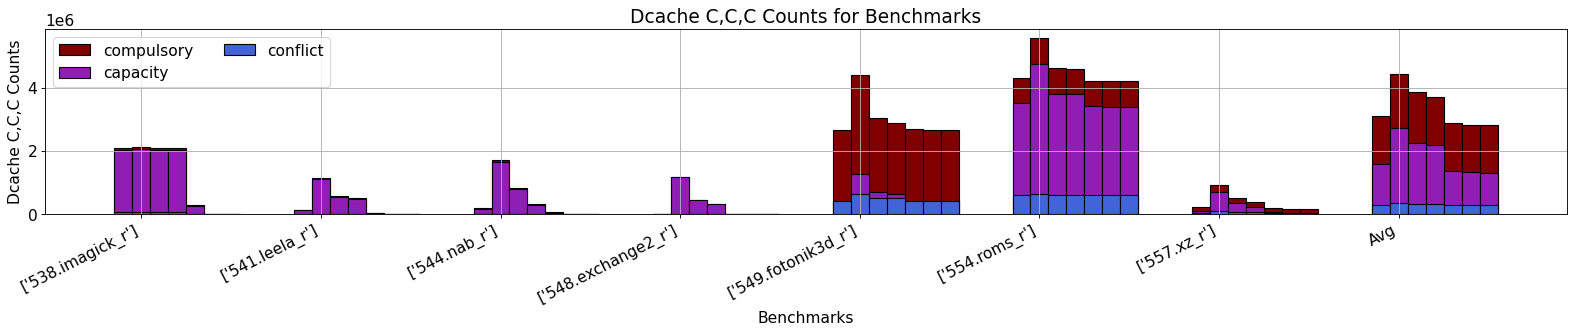 Dcache C,C,C Counts for Benchmarks
1e6
compulsory
capacity
conflict
Dcache C,C,C Counts
4
2
0
['538.imagick_r']
['541.leela_r']
['544.nab_r']
['548.exchange2_r']
['549.fotonik3d_r']
['554.roms_r']
['557.xz_r']
Avg
Benchmarks